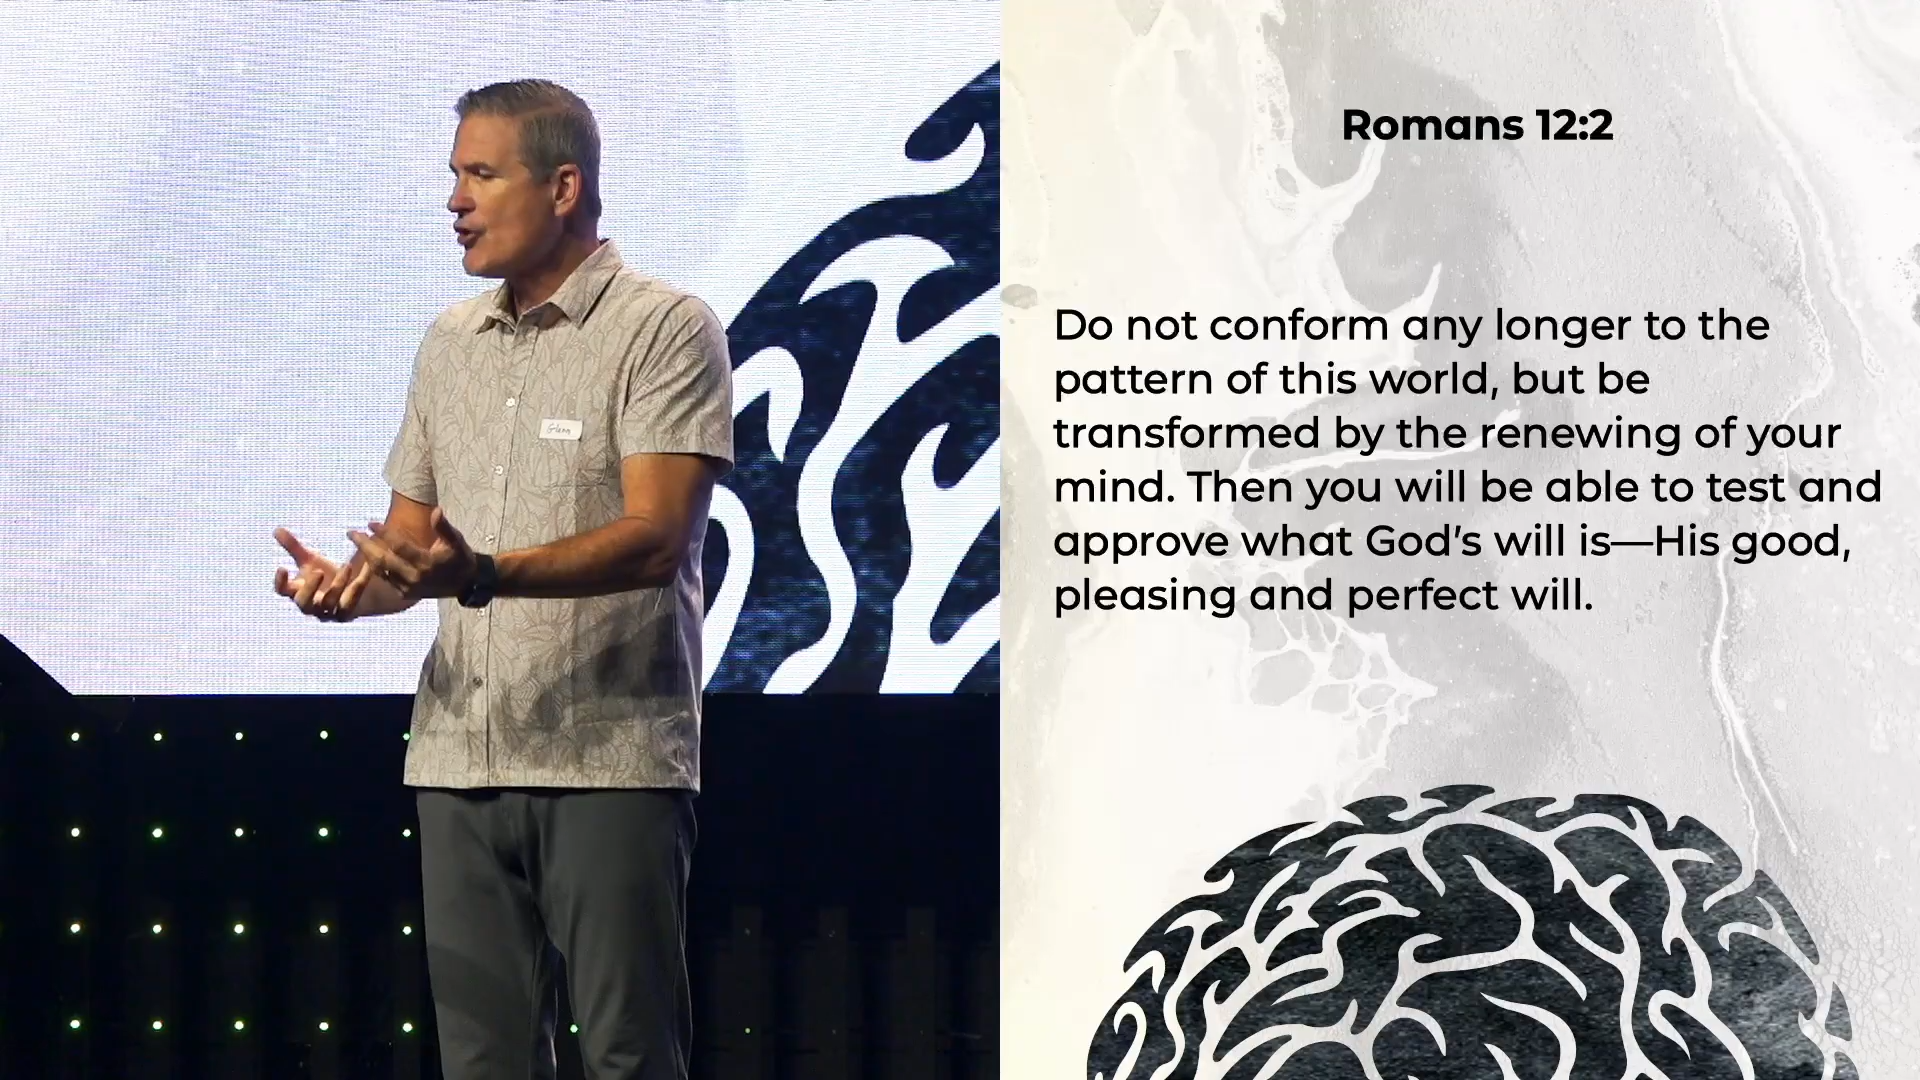 Glenn
Romans 12:2
Do not conform any longer to the
pattern of this world, but be
transformed by the renewing of your
mind. Then you will be able to test and
approve what God’s will is—His good,
pleasing and perfect will.